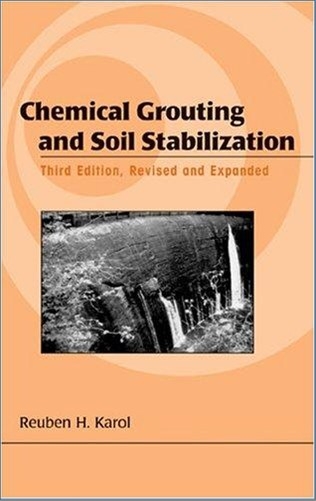 Chemical Grouting
and Soil Stabilization
Third Edition, Revised and Expanded
Reuben H. Karol